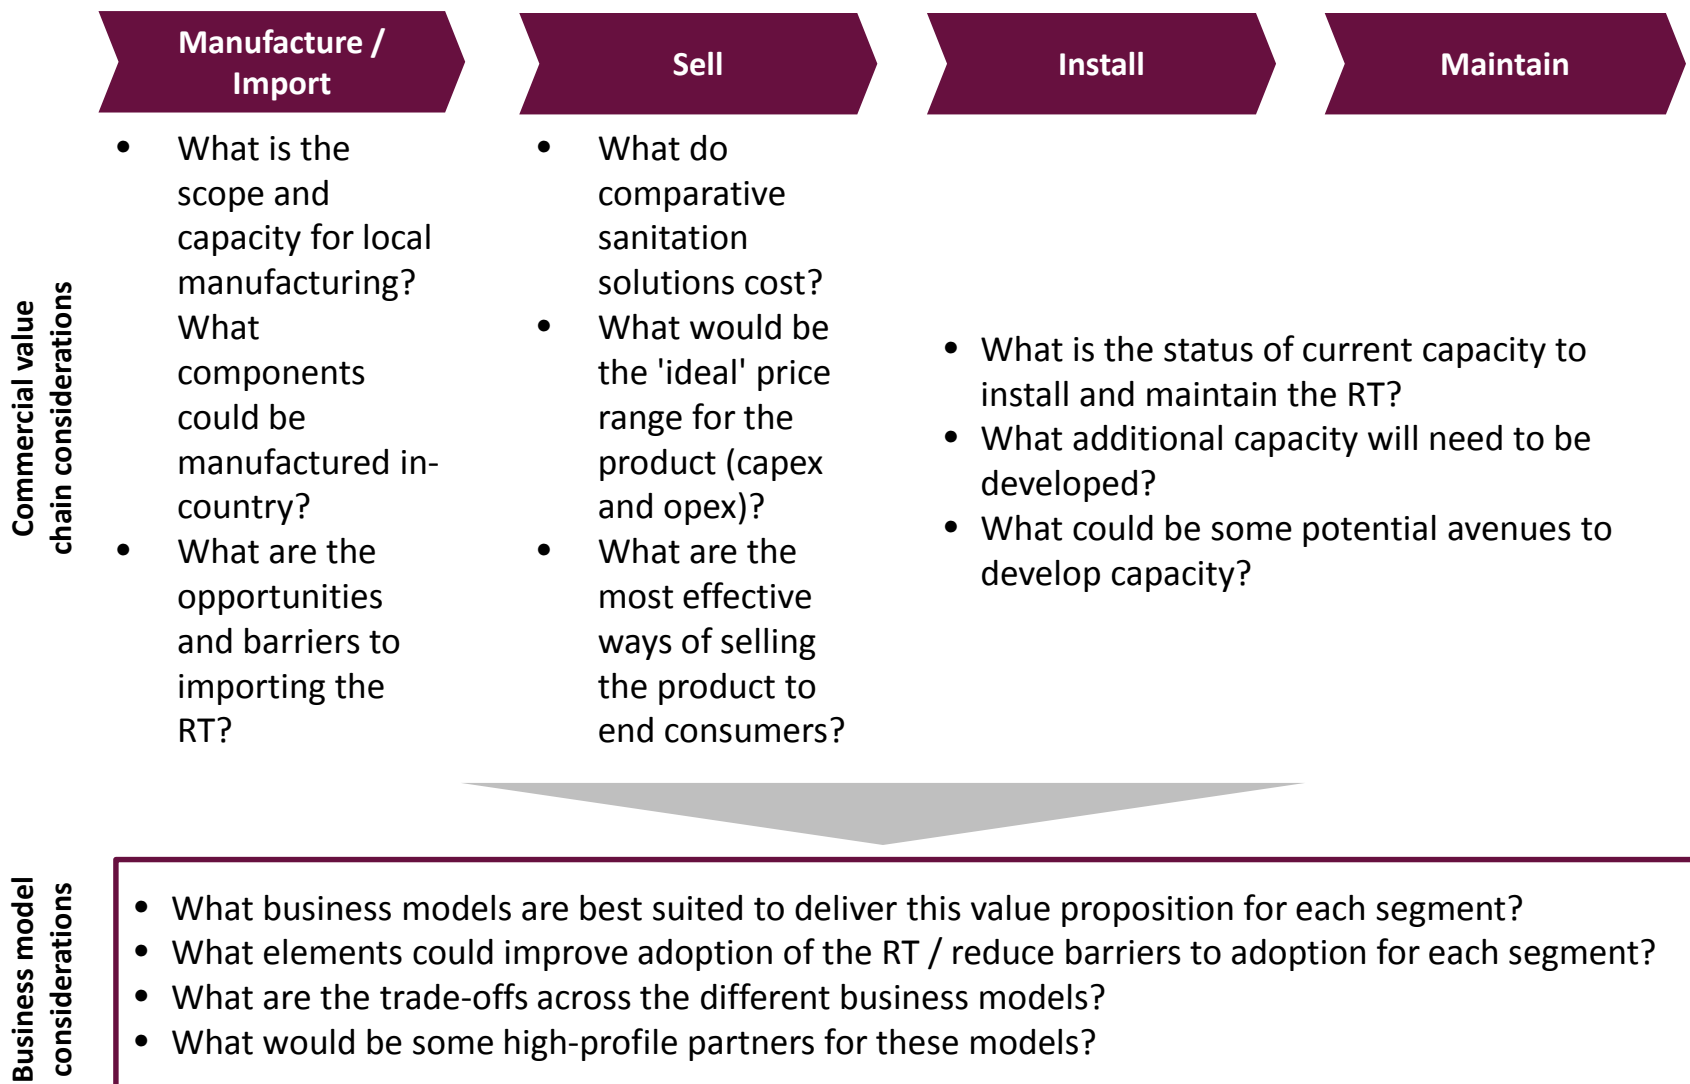 Manufacture /
Import
Sell
Install
Maintain
Commercial value
chain considerations
• What is the
scope and
capacity for local
manufacturing?
What
components
could be
manufactured in-
country?
• What are the
opportunities
and barriers to
importing the
RT?
• What do
comparative
sanitation
solutions cost?
• What would be
the 'ideal' price
range for the
product (capex
and opex)?
• What are the
most effective
ways of selling
the product to
end consumers?
• What is the status of current capacity to
install and maintain the RT?
• What additional capacity will need to be
developed?
• What could be some potential avenues to
develop capacity?
Business model
considerations
• What business models are best suited to deliver this value proposition for each segment?
• What elements could improve adoption of the RT / reduce barriers to adoption for each segment?
• What are the trade-offs across the different business models?
• What would be some high-profile partners for these models?